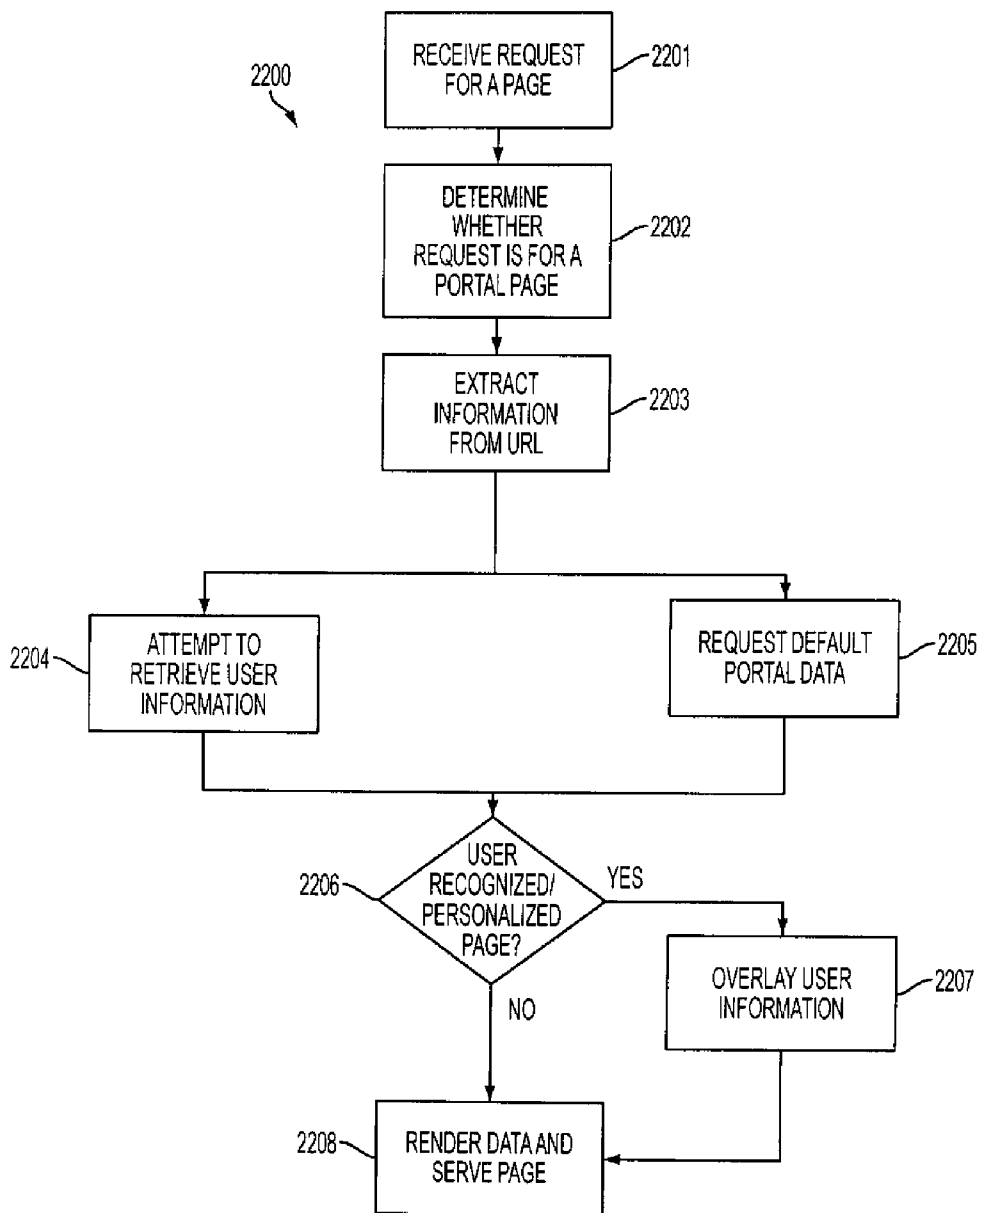 RECEIVE REQUEST
FOR A PAGE
2201
2200
DETERMINE
WHETHER
REQUEST IS FOR A
PORTAL PAGE
2202
EXTRACT
INFORMATION
FROM URL
2203
ATTEMPT TO
RETRIEVE USER
INFORMATION
2204
REQUEST DEFAULT
PORTAL DATA
2205
USER
RECOGNIZED/
PERSONALIZED
PAGE?
2206
YES
NO
OVERLAY USER
INFORMATION
2207
RENDER DATA AND
SERVE PAGE
2208